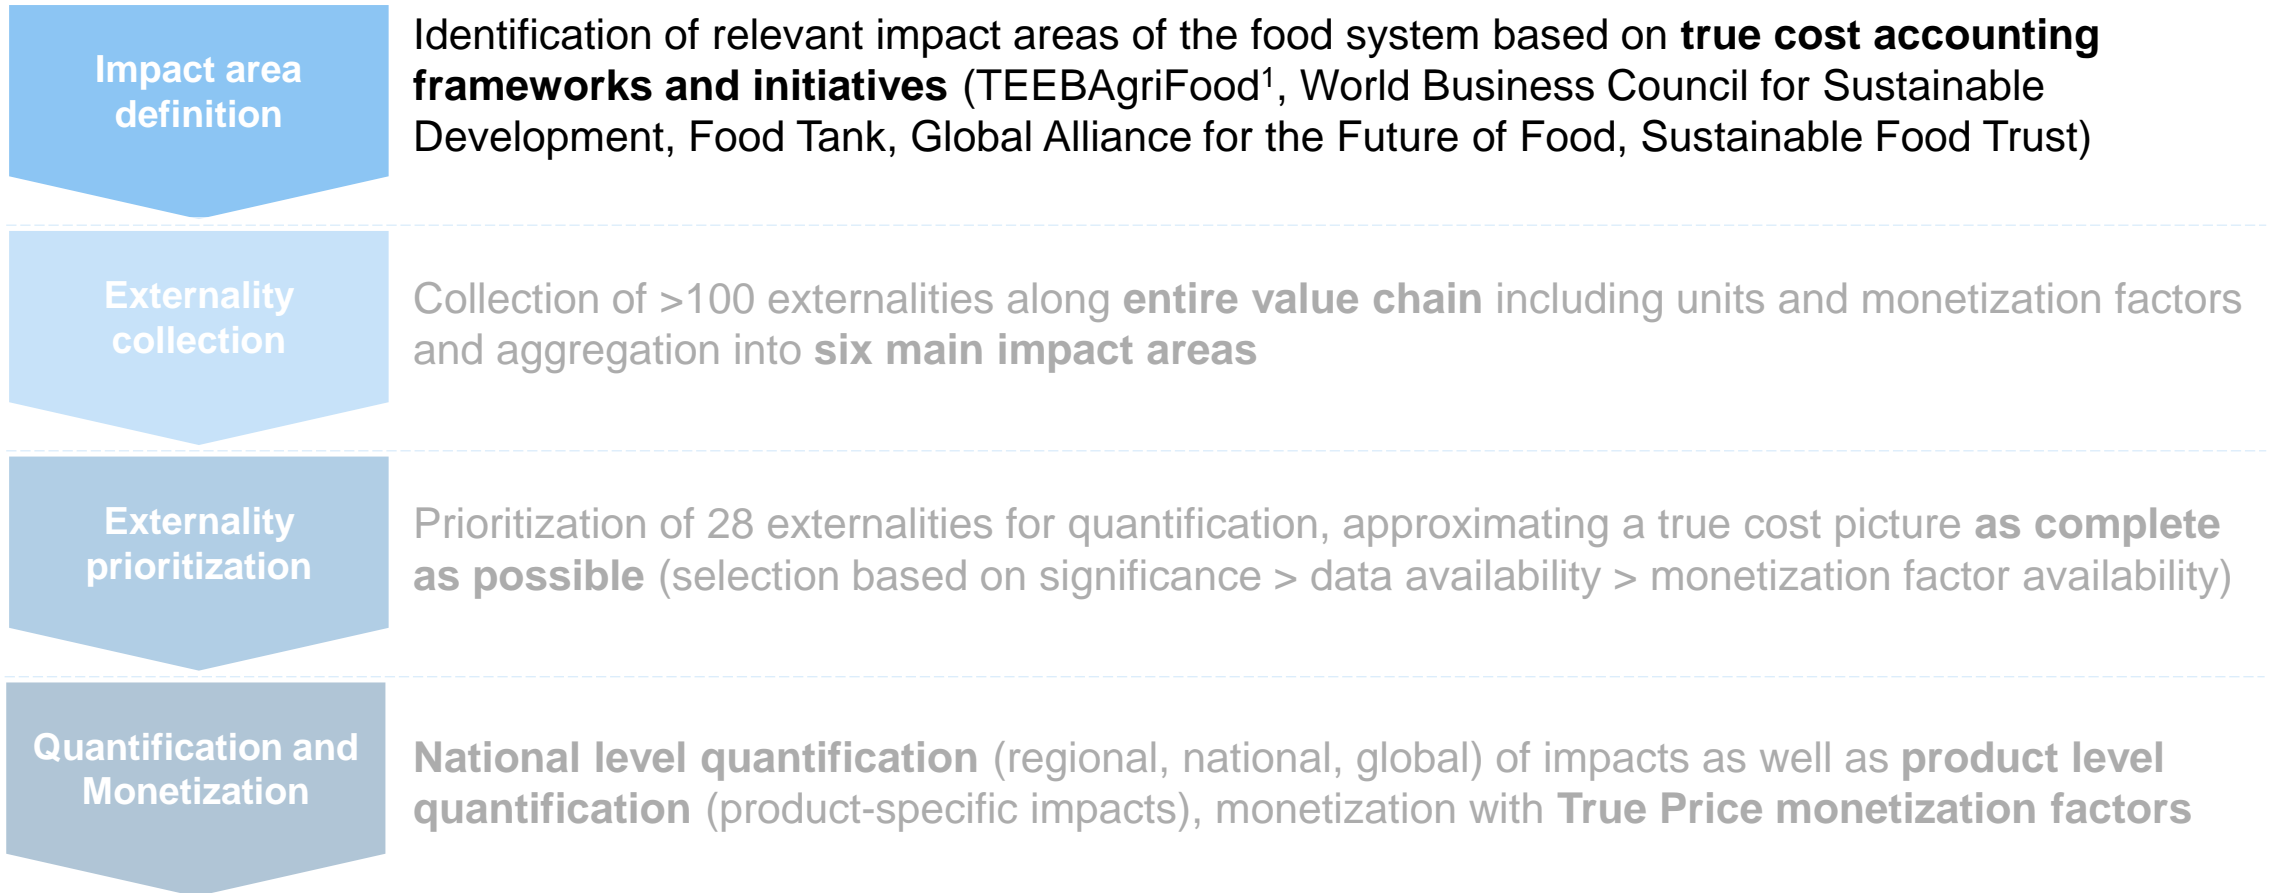 Impact area
definition
Identification of relevant impact areas of the food system based on true cost accounting
frameworks and initiatives (TEEBAgriFood¹, World Business Council for Sustainable
Development, Food Tank, Global Alliance for the Future of Food, Sustainable Food Trust)
Externality
collection
Collection of >100 externalities along entire value chain including units and monetization factors
and aggregation into six main impact areas
Externality
prioritization
Prioritization of 28 externalities for quantification, approximating a true cost picture as complete
as possible (selection based on significance > data availability > monetization factor availability)
Quantification and
Monetization
National level quantification (regional, national, global) of impacts as well as product level
quantification (product-specific impacts), monetization with True Price monetization factors